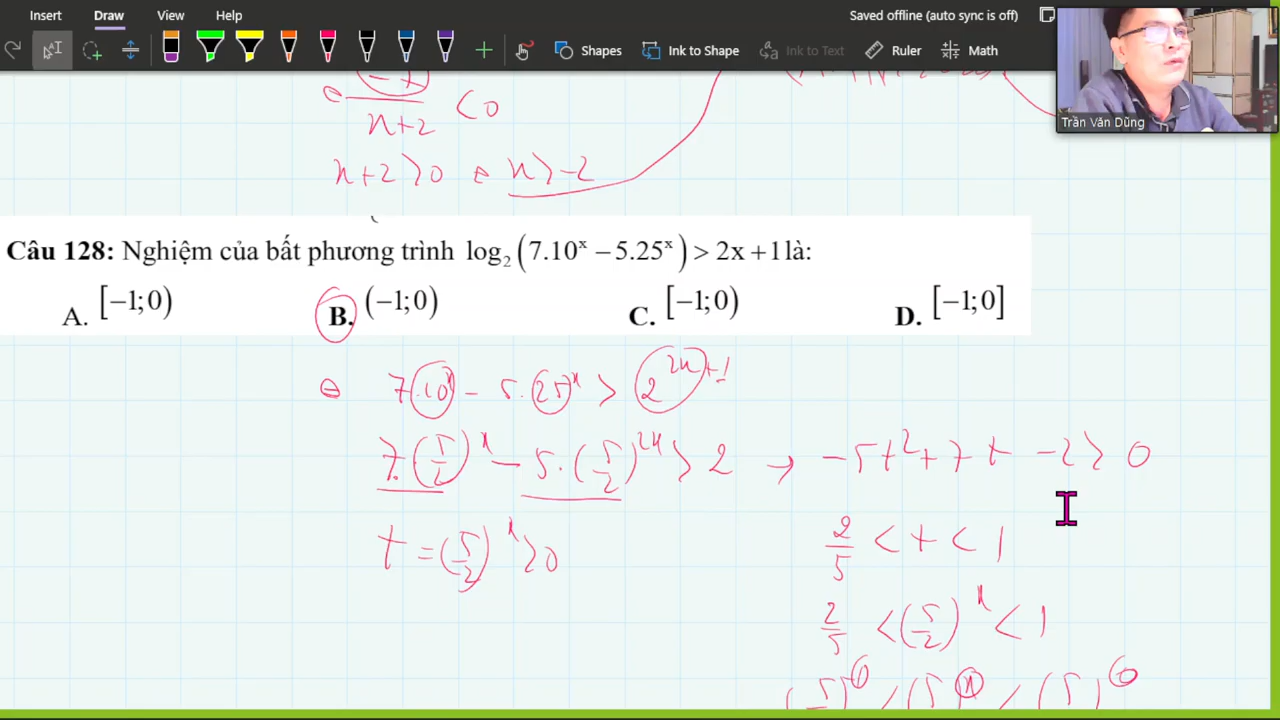 Insert Draw View Help
Saved offline (auto sync is off)
Shapes Ink to Shape Ink to Text Ruler Math
Trần Văn Dũng
x+2
<0
x+2>0 x>-2
Câu 128: Nghiệm của bất phương trình log₂(7.10ˣ − 5.25ˣ) > 2x + 1 là:
A. [−1;0) B. (−1;0) C. [−1;0) D. [−1;0]
7.10ˣ - 5.25ˣ > 2²ˣ⁺¹
7.(5/2)ˣ - 5.(5/2)²ˣ > 2 → -5t²+7t-2>0
t = (5/2)ˣ >0
2/5 < t < 1
2/5 < (5/2)ˣ < 1